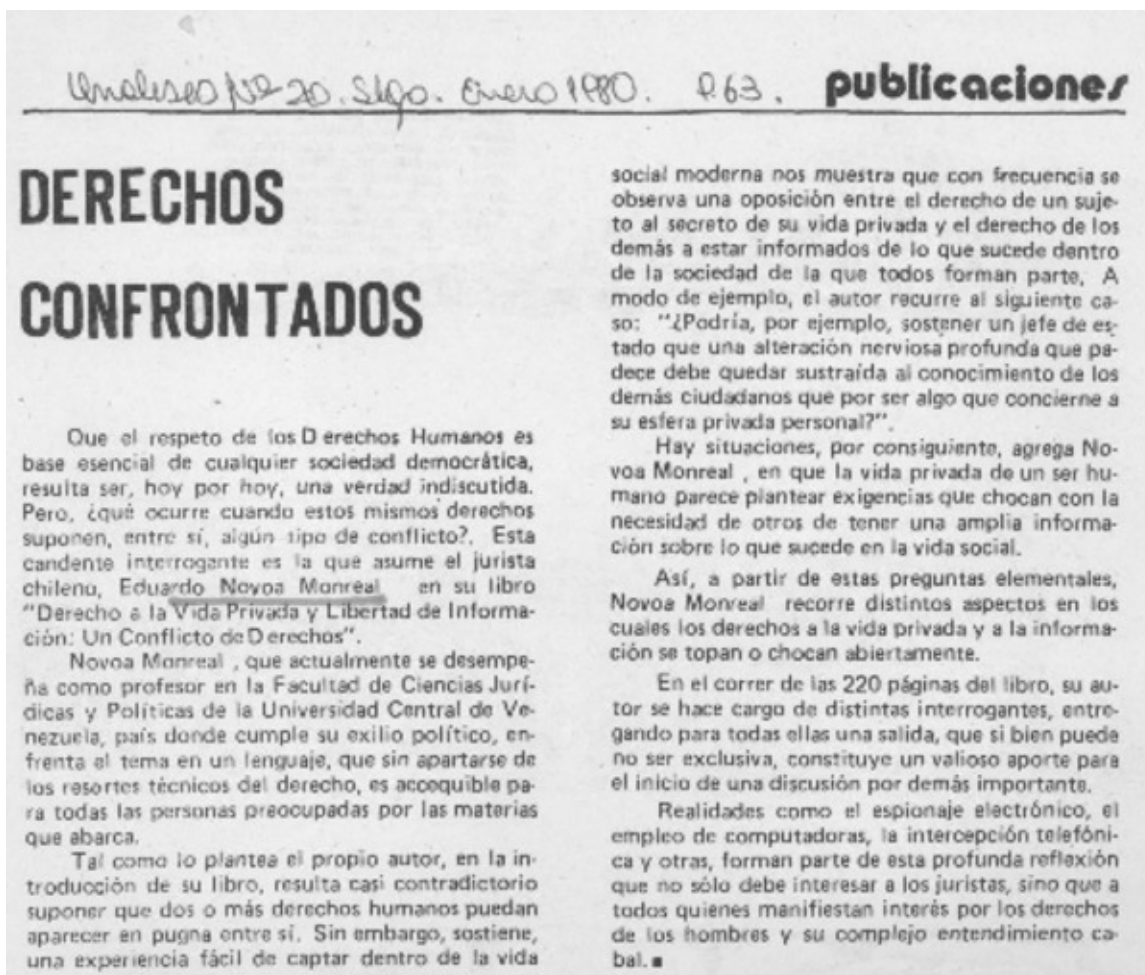 Nº 20. Stgo. Enero 1980. P. 63.
publicaciones
DERECHOS
CONFRONTADOS
Que el respeto de los Derechos Humanos es
base esencial de cualquier sociedad democrática,
resulta ser, hoy por hoy, una verdad indiscutida.
Pero, ¿qué ocurre cuando estos mismos derechos
suponen, entre sí, algún tipo de conflicto?. Esta
candente interrogante es la que asume el jurista
chileno, Eduardo Novoa Monreal en su libro
"Derecho a la Vida Privada y Libertad de Informa-
ción: Un Conflicto de Derechos".
Novoa Monreal , que actualmente se desempe-
ña como profesor en la Facultad de Ciencias Jurí-
dicas y Políticas de la Universidad Central de Ve-
nezuela, país donde cumple su exilio político, en-
frenta el tema en un lenguaje, que sin apartarse de
los resortes técnicos del derecho, es accequible pa-
ra todas las personas preocupadas por las materias
que abarca.
Tal como lo plantea el propio autor, en la in-
troducción de su libro, resulta casi contradictorio
suponer que dos o más derechos humanos puedan
aparecer en pugna entre sí. Sin embargo, sostiene,
una experiencia fácil de captar dentro de la vida
social moderna nos muestra que con frecuencia se
observa una oposición entre el derecho de un suje-
to al secreto de su vida privada y el derecho de los
demás a estar informados de lo que sucede dentro
de la sociedad de la que todos forman parte. A
modo de ejemplo, el autor recurre al siguiente ca-
so: "¿Podría, por ejemplo, sostener un jefe de es-
tado que una alteración nerviosa profunda que pa-
dece debe quedar sustraída al conocimiento de los
demás ciudadanos que por ser algo que concierne a
su esfera privada personal?".
Hay situaciones, por consiguiente, agrega No-
voa Monreal , en que la vida privada de un ser hu-
mano parece plantear exigencias que chocan con la
necesidad de otros de tener una amplia informa-
ción sobre lo que sucede en la vida social.
Así, a partir de estas preguntas elementales,
Novoa Monreal recorre distintos aspectos en los
cuales los derechos a la vida privada y a la informa-
ción se topan o chocan abiertamente.
En el correr de las 220 páginas del libro, su au-
tor se hace cargo de distintas interrogantes, entre-
gando para todas ellas una salida, que si bien puede
no ser exclusiva, constituye un valioso aporte para
el inicio de una discusión por demás importante.
Realidades como el espionaje electrónico, el
empleo de computadoras, la intercepción telefóni-
ca y otras, forman parte de esta profunda reflexión
que no sólo debe interesar a los juristas, sino que a
todos quienes manifiestan interés por los derechos
de los hombres y su complejo entendimiento ca-
bal.